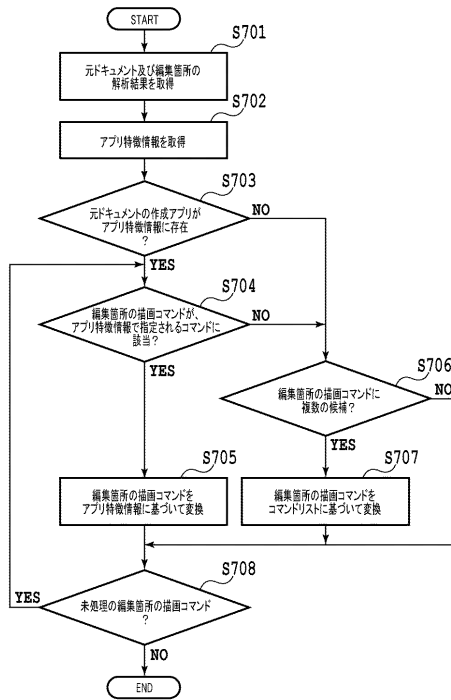 START
S701
元ドキュメント及び編集箇所の
解析結果を取得
S702
アプリ特徴情報を取得
S703
元ドキュメントの作成アプリが
アプリ特徴情報に存在
?
NO
YES
S704
編集箇所の描画コマンドが、
アプリ特徴情報で指定されるコマンドに
該当?
NO
YES
S706
編集箇所の描画コマンドに
複数の候補?
NO
YES
S705
編集箇所の描画コマンドを
アプリ特徴情報に基づいて変換
S707
編集箇所の描画コマンドを
コマンドリストに基づいて変換
S708
未処理の編集箇所の描画コマンド
?
YES
NO
END